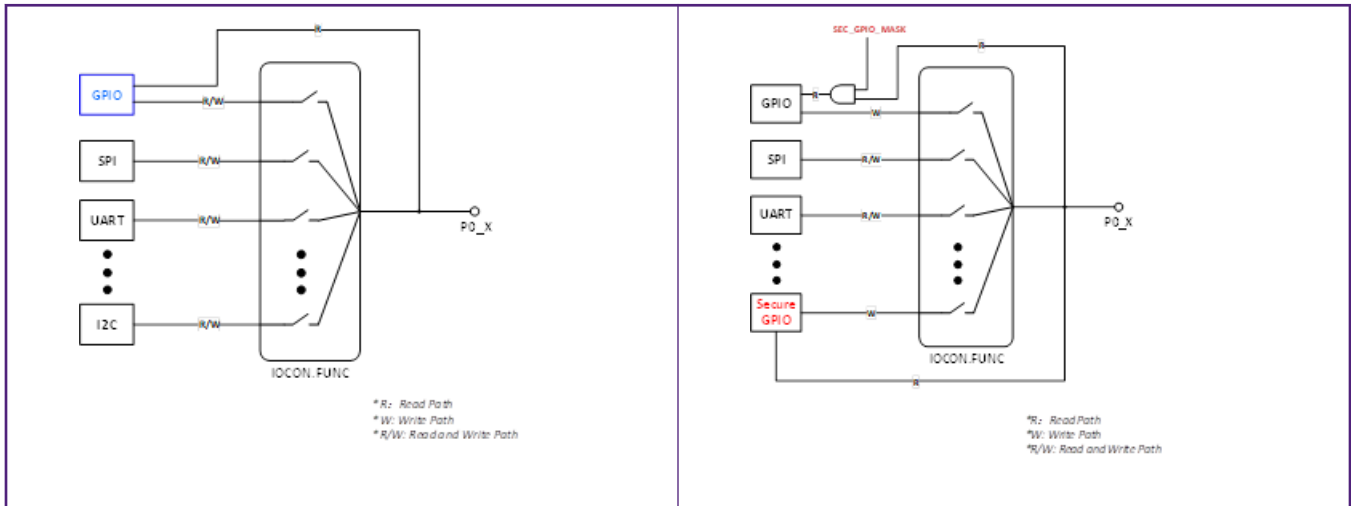 R
GPIO
R/W
SPI
R/W
UART
R/W
I2C
R/W
P0_X
IOCON.FUNC
*R: Read Path
*W: Write Path
*R/W: Read and Write Path
SEC_GPIO_MASK
R
GPIO
R
W
SPI
R/W
UART
R/W
P0_X
Secure
GPIO
W
IOCON.FUNC
R
*R: Read Path
*W: Write Path
*R/W: Read and Write Path